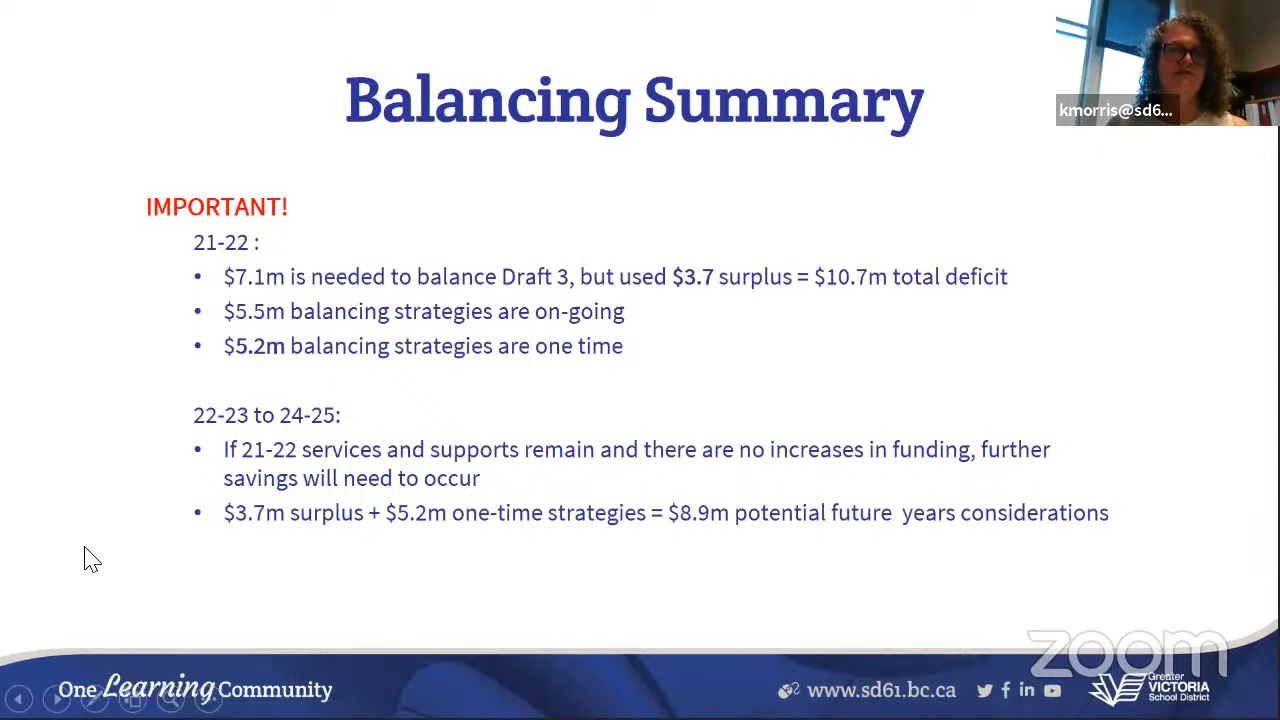 Balancing Summary
kmorris@sd6...
IMPORTANT!
21-22 :
• $7.1m is needed to balance Draft 3, but used $3.7 surplus = $10.7m total deficit
• $5.5m balancing strategies are on-going
• $5.2m balancing strategies are one time
22-23 to 24-25:
• If 21-22 services and supports remain and there are no increases in funding, further
savings will need to occur
• $3.7m surplus + $5.2m one-time strategies = $8.9m potential future  years considerations
zoom
One Learning Community
www.sd61.bc.ca
Greater
VICTORIA
School District